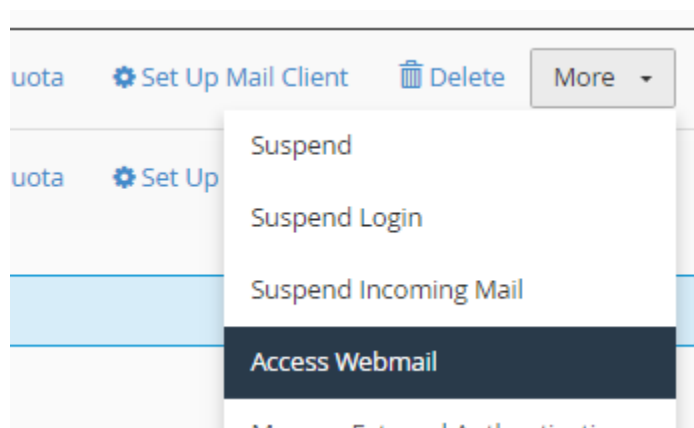 uota Set Up Mail Client Delete More
Suspend
uota Set Up
Suspend Login
Suspend Incoming Mail
Access Webmail